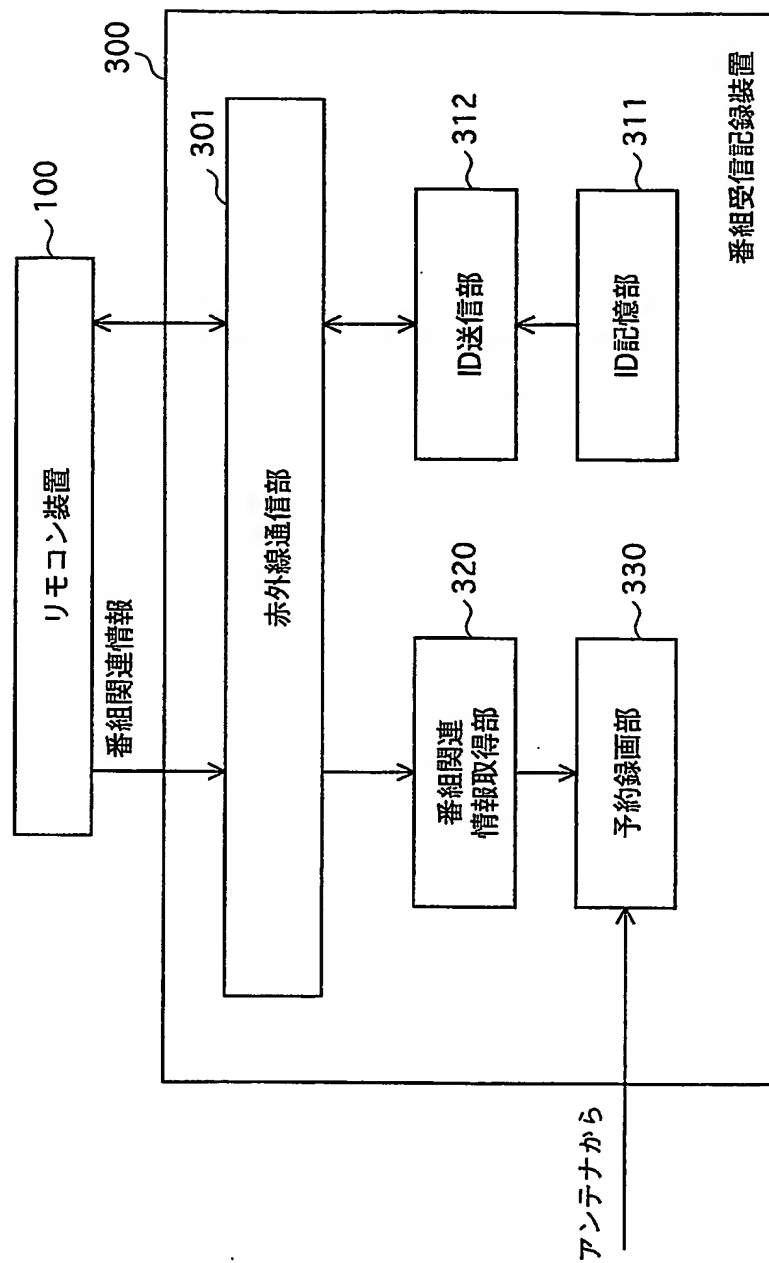 100
リモコン装置
番組関連情報
300
301
赤外線通信部
320
番組関連
情報取得部
312
ID送信部
330
予約録画部
311
ID記憶部
アンテナから
番組受信記録装置